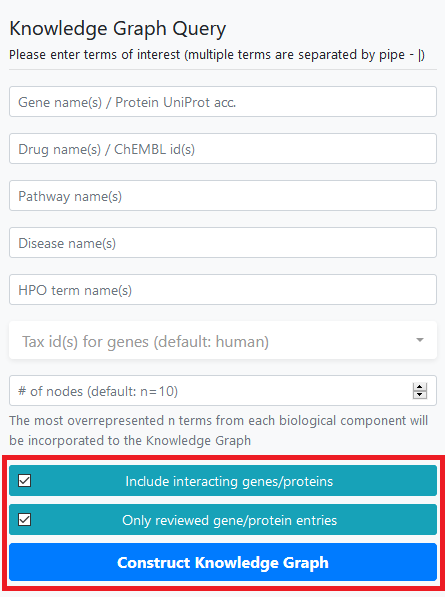 Knowledge Graph Query
Please enter terms of interest (multiple terms are separated by pipe - |)
Gene name(s) / Protein UniProt acc.
Drug name(s) / ChEMBL id(s)
Pathway name(s)
Disease name(s)
HPO term name(s)
Tax id(s) for genes (default: human)
# of nodes (default: n=10)
The most overrepresented n terms from each biological component will
be incorporated to the Knowledge Graph
Include interacting genes/proteins
Only reviewed gene/protein entries
Construct Knowledge Graph